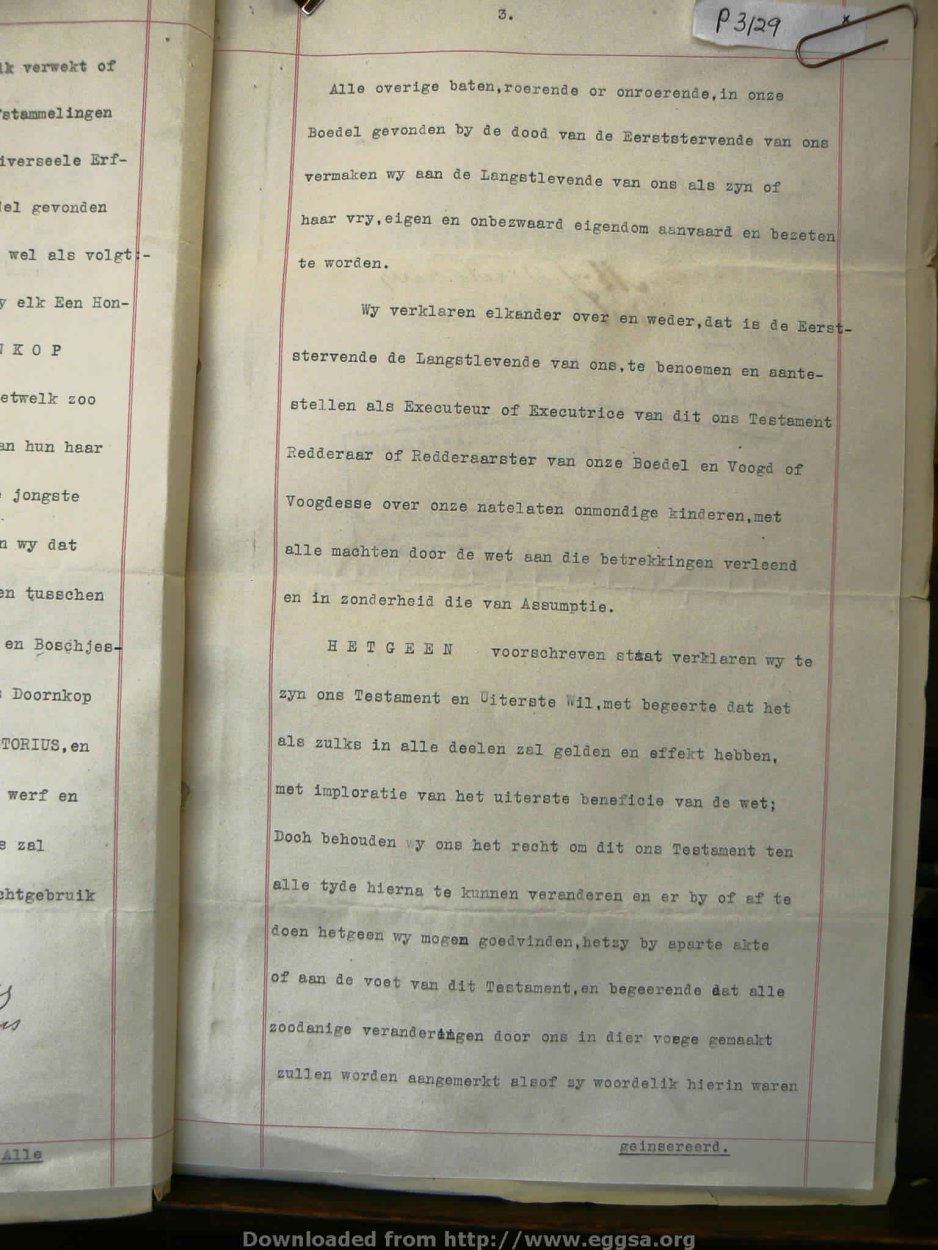 lk verwekt of
stammelingen
iverseele Erf-
el gevonden
wel als volgt:-
y elk Een Hon-
KOP
etwelk zoo
an hun haar
jongste
n wy dat
en tusschen
en Boschjes-
Doornkop
TORIUS,en
werf en
s zal
chtgebruik
Alle
3.
P 3/29
Alle overige baten,roerende or onroerende,in onze
Boedel gevonden by de dood van de Eerststervende van ons
vermaken wy aan de Langstlevende van ons als zyn of
haar vry,eigen en onbezwaard eigendom aanvaard en bezeten
te worden.
Wy verklaren elkander over en weder,dat is de Eerst-
stervende de Langstlevende van ons,te benoemen en aante-
stellen als Executeur of Executrice van dit ons Testament
Redderaar of Redderaarster van onze Boedel en Voogd of
Voogdesse over onze natelaten onmondige kinderen,met
alle machten door de wet aan die betrekkingen verleend
en in zonderheid die van Assumptie.
H E T G E E N voorschreven staat verklaren wy te
zyn ons Testament en Uiterste Wil,met begeerte dat het
als zulks in alle deelen zal gelden en effekt hebben,
met imploratie van het uiterste beneficie van de wet;
Doch behouden wy ons het recht om dit ons Testament ten
alle tyde hierna te kunnen veranderen en er by of af te
doen hetgeen wy mogen goedvinden,hetzy by aparte akte
of aan de voet van dit Testament,en begeerende dat alle
zoodanige veranderingen door ons in dier voege gemaakt
zullen worden aangemerkt alsof zy woordelik hierin waren
geinsereerd.
Downloaded from http://www.eggsa.org